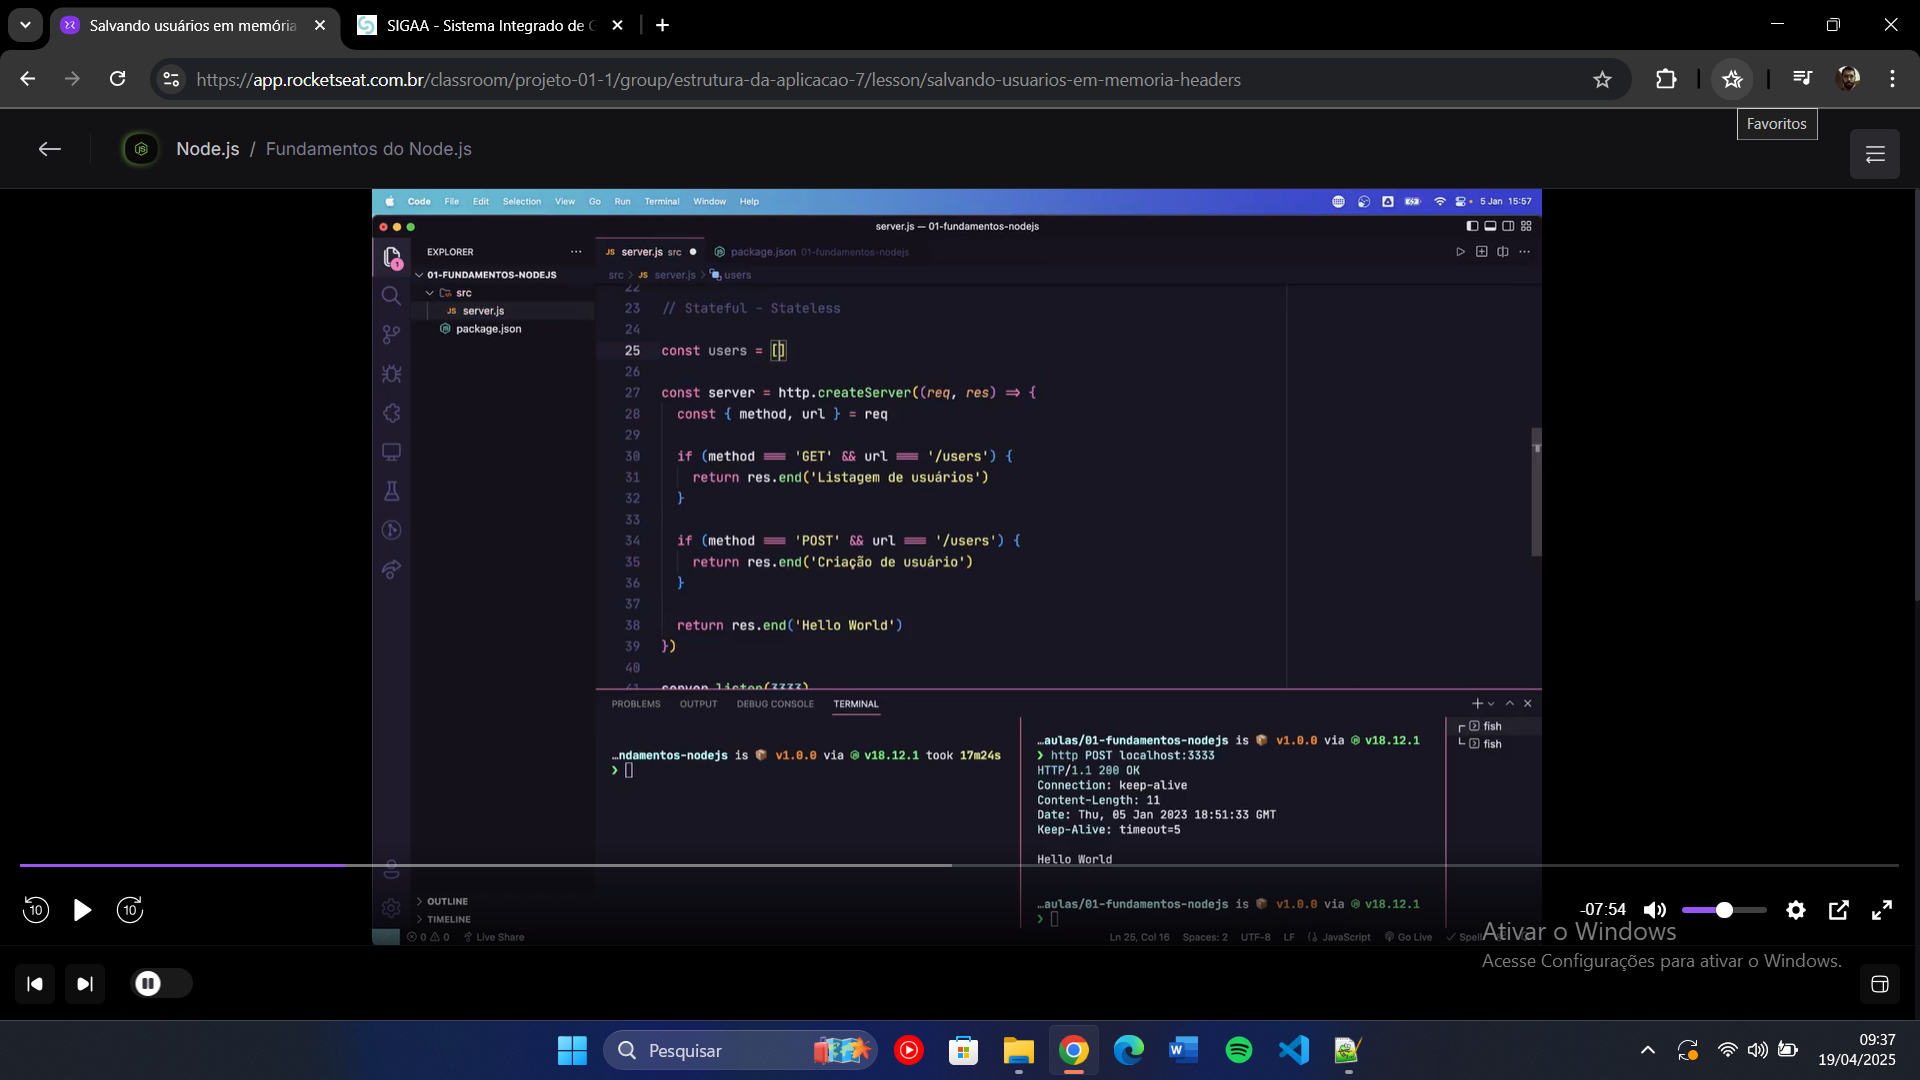 Salvando usuários em memória
SIGAA - Sistema Integrado de G
https://app.rocketseat.com.br/classroom/projeto-01-1/group/estrutura-da-aplicacao-7/lesson/salvando-usuarios-em-memoria-headers
Favoritos
Node.js / Fundamentos do Node.js
Code File Edit Selection View Go Run Terminal Window Help
5 Jan 15:57
server.js — 01-fundamentos-nodejs
EXPLORER
JS server.js src
package.json 01-fundamentos-nodejs
01-FUNDAMENTOS-NODEJS
src
JS server.js
package.json
1
src > JS server.js > users
22
23 // Stateful - Stateless
24
25 const users = []
26
27 const server = http.createServer((req, res) => {
28 const { method, url } = req
29
30 if (method === 'GET' && url === '/users') {
31 return res.end('Listagem de usuários')
32 }
33
34 if (method === 'POST' && url === '/users') {
35 return res.end('Criação de usuário')
36 }
37
38 return res.end('Hello World')
39 })
40
41 server.listen(3333)
PROBLEMS OUTPUT DEBUG CONSOLE TERMINAL
…ndamentos-nodejs is 📦 v1.0.0 via v18.12.1 took 17m24s
❯
…aulas/01-fundamentos-nodejs is 📦 v1.0.0 via v18.12.1
❯ http POST localhost:3333
HTTP/1.1 200 OK
Connection: keep-alive
Content-Length: 11
Date: Thu, 05 Jan 2023 18:51:33 GMT
Keep-Alive: timeout=5
Hello World
…aulas/01-fundamentos-nodejs is 📦 v1.0.0 via v18.12.1
❯
fish
fish
OUTLINE
TIMELINE
0 0 Live Share
Ln 25, Col 16 Spaces: 2 UTF-8 LF JavaScript Go Live Spell
10
10
-07:54
Ativar o Windows
Acesse Configurações para ativar o Windows.
Pesquisar
09:37
19/04/2025